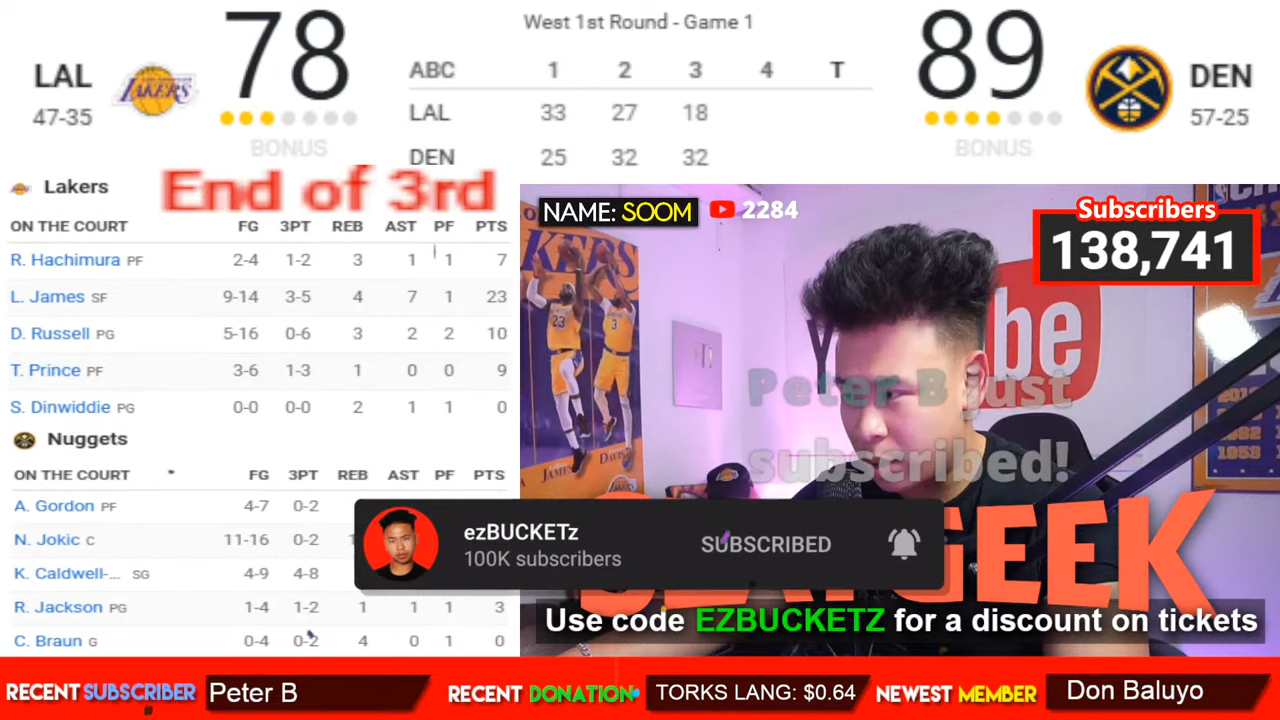 West 1st Round - Game 1
LAL
47-35
LAKERS
78
BONUS
ABC 1 2 3 4 T
LAL 33 27 18
DEN 25 32 32
89
BONUS
DEN
57-25
End of 3rd
Lakers
ON THE COURT FG 3PT REB AST PF PTS
R. Hachimura PF 2-4 1-2 3 1 1 7
L. James SF 9-14 3-5 4 7 1 23
D. Russell PG 5-16 0-6 3 2 2 10
T. Prince PF 3-6 1-3 1 0 0 9
S. Dinwiddie PG 0-0 0-0 2 1 1 0
Nuggets
ON THE COURT FG 3PT REB AST PF PTS
A. Gordon PF 4-7 0-2
N. Jokic C 11-16 0-2
K. Caldwell-... SG 4-9 4-8
R. Jackson PG 1-4 1-2 1 1 1 3
C. Braun G 0-4 0-2 4 0 1 0
NAME: SOOM 2284
Subscribers
138,741
23
3
JAMES DAVIS
be
Peter B just
subscribed!
ezBUCKETz
100K subscribers
SUBSCRIBED
GEEK
Use code EZBUCKETZ for a discount on tickets
RECENT SUBSCRIBER Peter B
RECENT DONATION TORKS LANG: $0.64
NEWEST MEMBER Don Baluyo